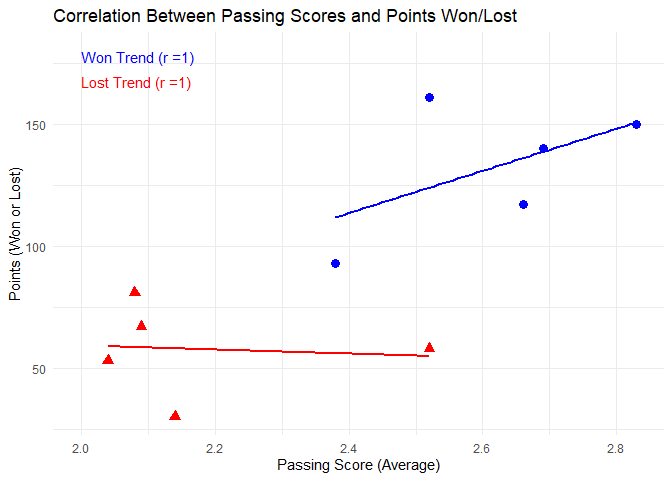 Correlation Between Passing Scores and Points Won/Lost
Won Trend (r =1)
Lost Trend (r =1)
150
100
50
Points (Won or Lost)
2.0 2.2 2.4 2.6 2.8
Passing Score (Average)